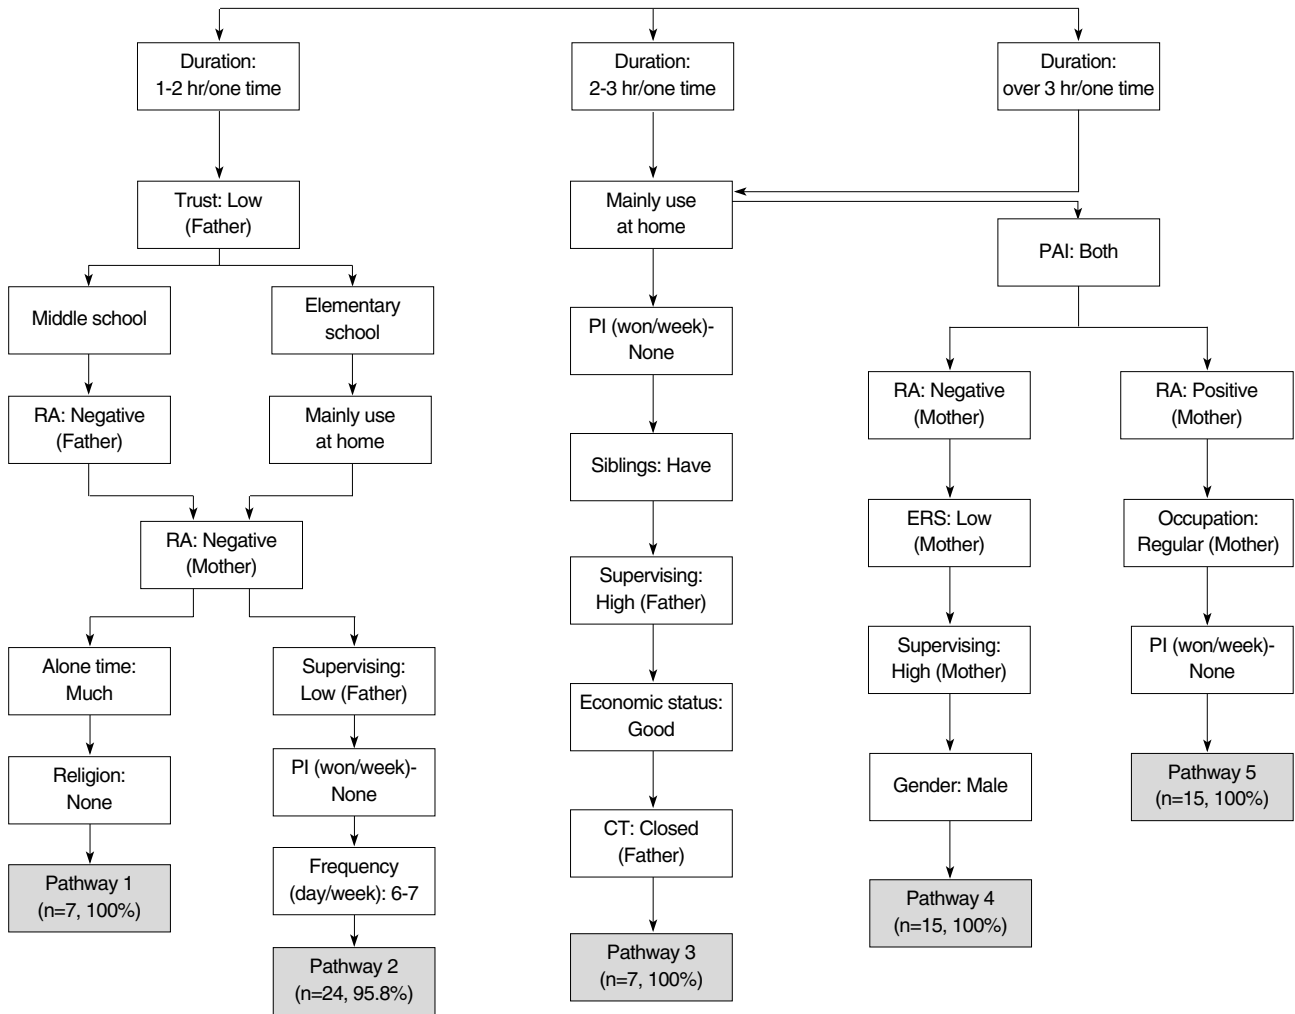 Duration:
1-2 hr/one time
Duration:
2-3 hr/one time
Duration:
over 3 hr/one time
Trust: Low
(Father)
Mainly use
at home
PAI: Both
Middle school
Elementary
school
PI (won/week)-
None
RA: Negative
(Father)
Mainly use
at home
RA: Negative
(Mother)
RA: Positive
(Mother)
Siblings: Have
RA: Negative
(Mother)
ERS: Low
(Mother)
Occupation:
Regular (Mother)
Supervising:
High (Father)
Alone time:
Much
Supervising:
Low (Father)
Supervising:
High (Mother)
PI (won/week)-
None
Economic status:
Good
Religion:
None
PI (won/week)-
None
Gender: Male
Pathway 5
(n=15, 100%)
CT: Closed
(Father)
Pathway 1
(n=7, 100%)
Frequency
(day/week): 6-7
Pathway 4
(n=15, 100%)
Pathway 2
(n=24, 95.8%)
Pathway 3
(n=7, 100%)